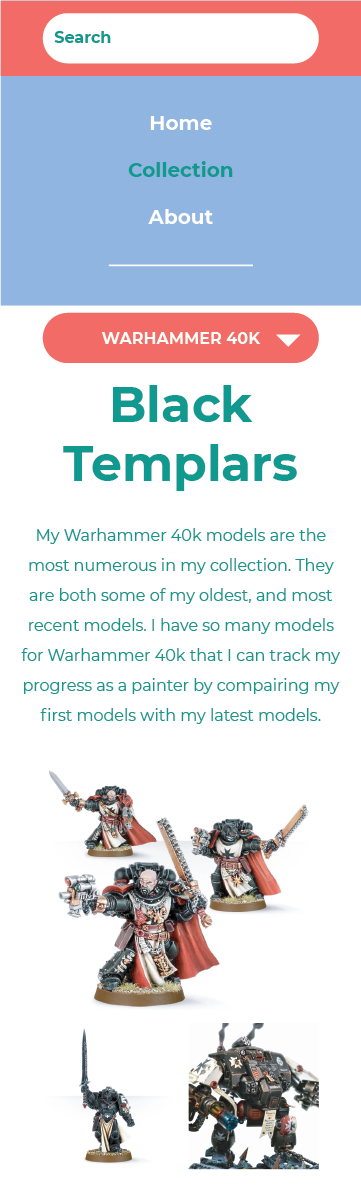 Search
Home
Collection
About
WARHAMMER 40K
Black
Templars
My Warhammer 40k models are the
most numerous in my collection. They
are both some of my oldest, and most
recent models. I have so many models
for Warhammer 40k that I can track my
progress as a painter by compairing my
first models with my latest models.